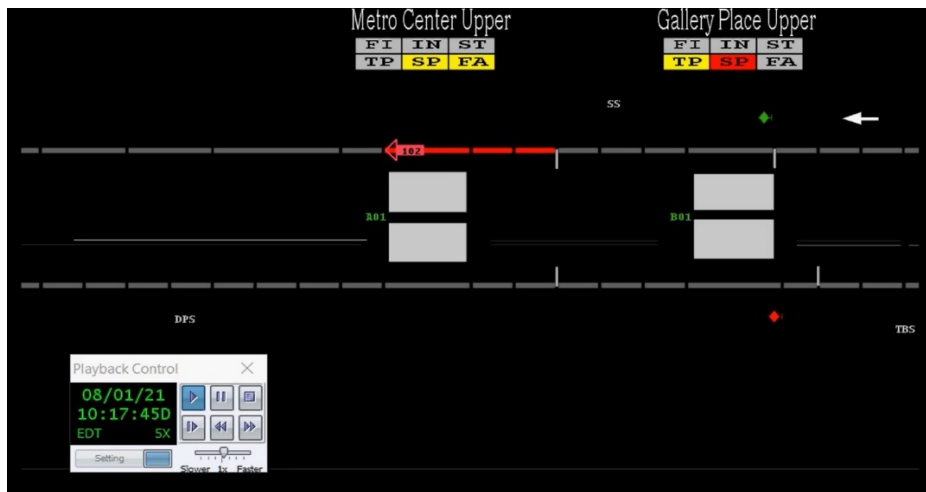 Metro Center Upper
FI IN ST
TP SP FA
Gallery Place Upper
FI IN ST
TP SP FA
SS
102
A01
B01
DPS
TBS
Playback Control
08/01/21
10:17:45D
EDT 5X
Setting
Slower 1x Faster